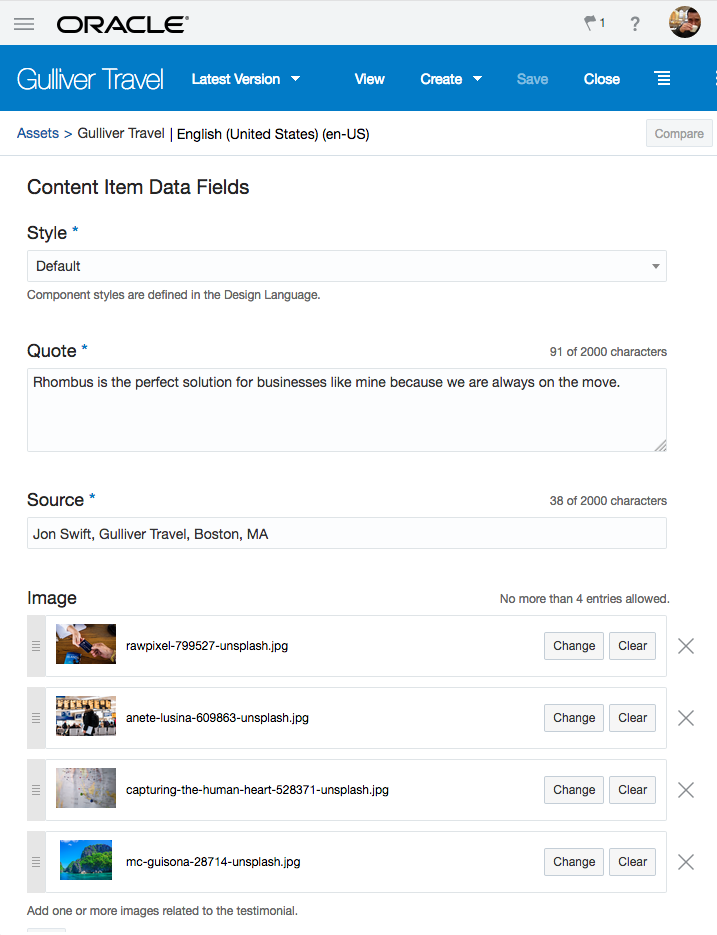 ORACLE®
1 ?
Gulliver Travel Latest Version View Create Save Close
Assets > Gulliver Travel | English (United States) (en-US) Compare
Content Item Data Fields
Style *
Default
Component styles are defined in the Design Language.
Quote * 91 of 2000 characters
Rhombus is the perfect solution for businesses like mine because we are always on the move.
Source * 38 of 2000 characters
Jon Swift, Gulliver Travel, Boston, MA
Image No more than 4 entries allowed.
rawpixel-799527-unsplash.jpg Change Clear
anete-lusina-609863-unsplash.jpg Change Clear
capturing-the-human-heart-528371-unsplash.jpg Change Clear
mc-guisona-28714-unsplash.jpg Change Clear
Add one or more images related to the testimonial.